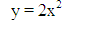 y = 2x²